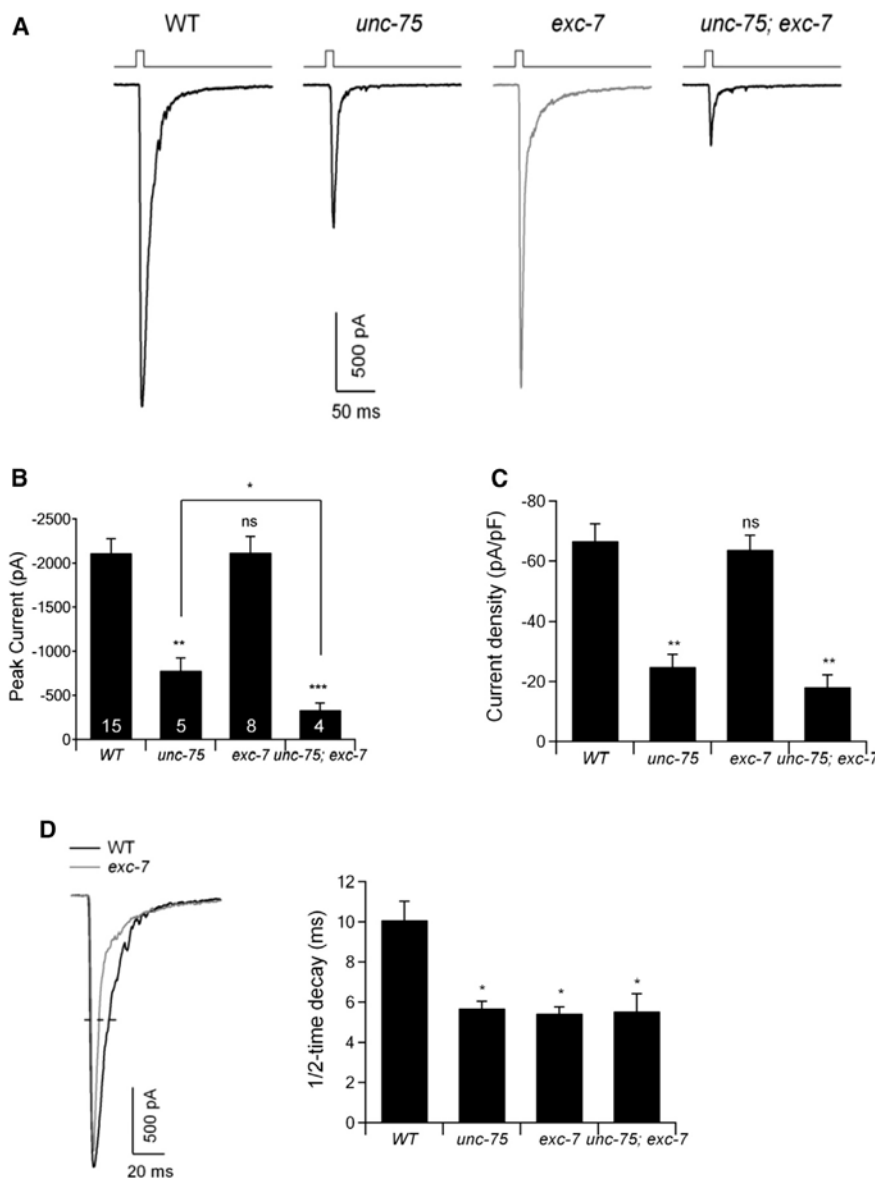 A
WT unc-75 exc-7 unc-75; exc-7
500 pA
50 ms
B
*
Peak Current (pA)
-2500
-2000
-1500
-1000
-500
0
ns
**
***
15 5 8 4
WT unc-75 exc-7 unc-75; exc-7
C
Current density (pA/pF)
-80
-60
-40
-20
0
ns
**
**
WT unc-75 exc-7 unc-75; exc-7
D
WT
exc-7
500 pA
20 ms
1/2-time decay (ms)
12
10
8
6
4
2
0
* * *
WT unc-75 exc-7 unc-75; exc-7